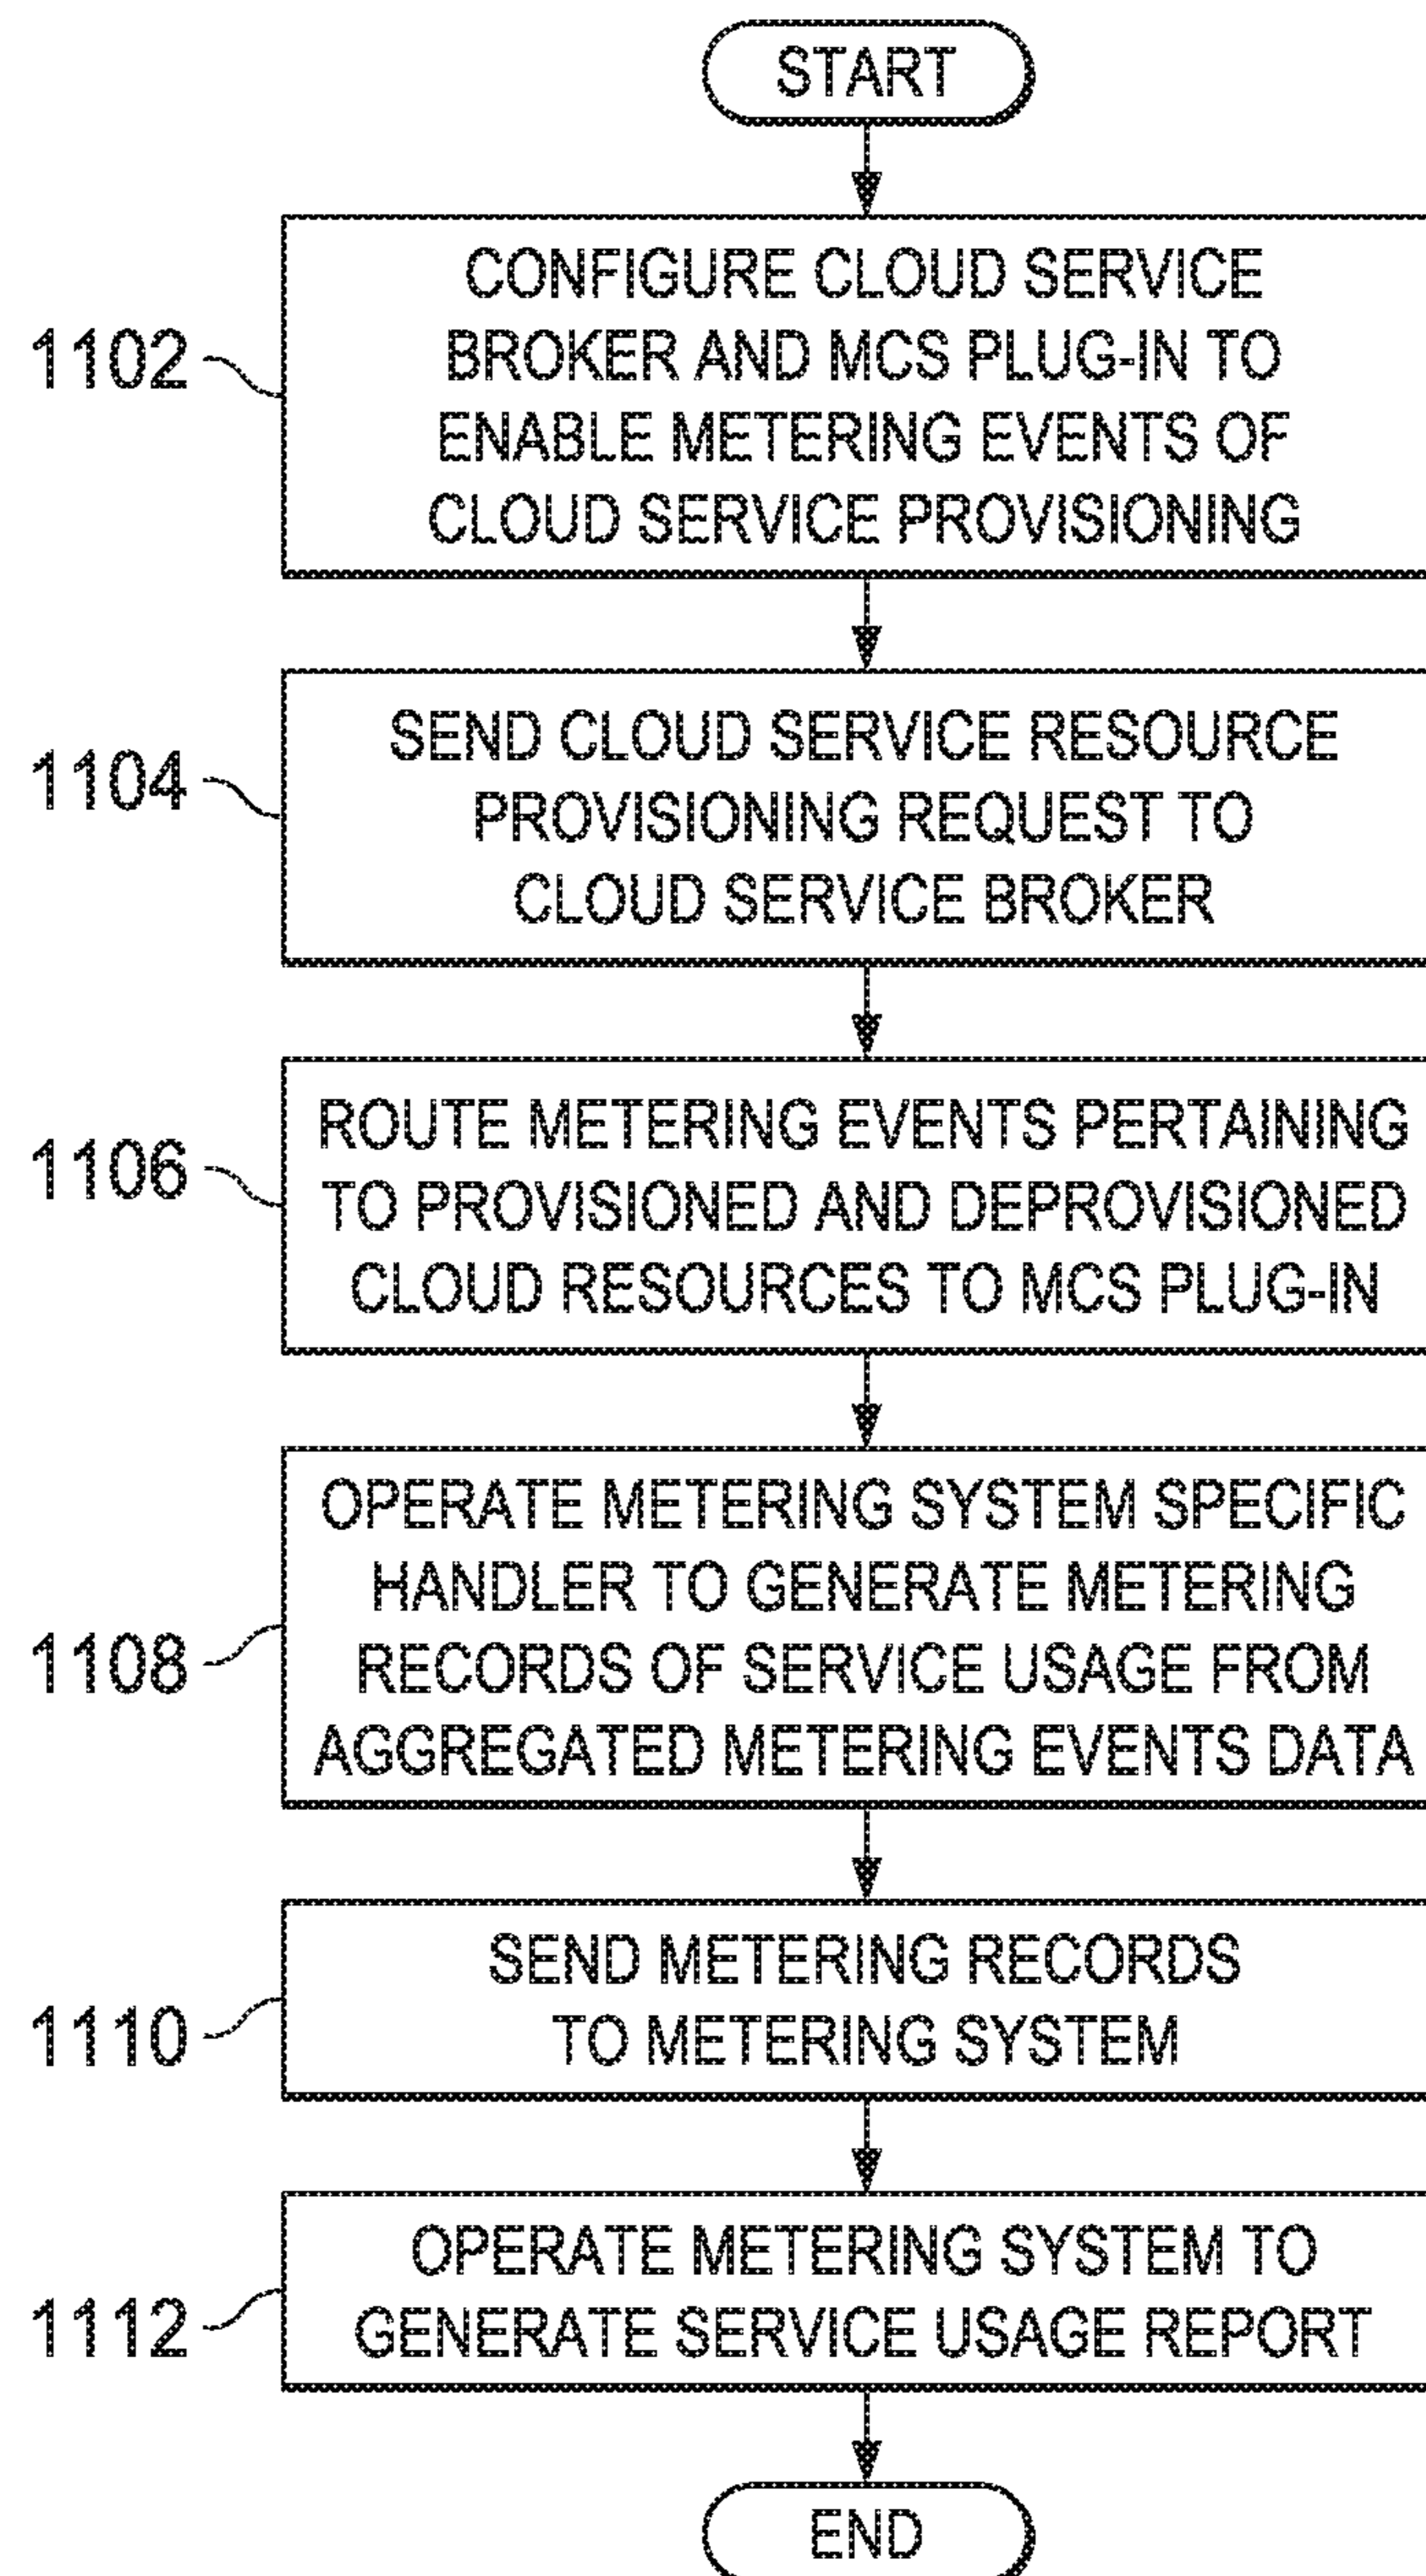 START
1102
CONFIGURE CLOUD SERVICE
BROKER AND MCS PLUG-IN TO
ENABLE METERING EVENTS OF
CLOUD SERVICE PROVISIONING
1104
SEND CLOUD SERVICE RESOURCE
PROVISIONING REQUEST TO
CLOUD SERVICE BROKER
1106
ROUTE METERING EVENTS PERTAINING
TO PROVISIONED AND DEPROVISIONED
CLOUD RESOURCES TO MCS PLUG-IN
1108
OPERATE METERING SYSTEM SPECIFIC
HANDLER TO GENERATE METERING
RECORDS OF SERVICE USAGE FROM
AGGREGATED METERING EVENTS DATA
1110
SEND METERING RECORDS
TO METERING SYSTEM
1112
OPERATE METERING SYSTEM TO
GENERATE SERVICE USAGE REPORT
END